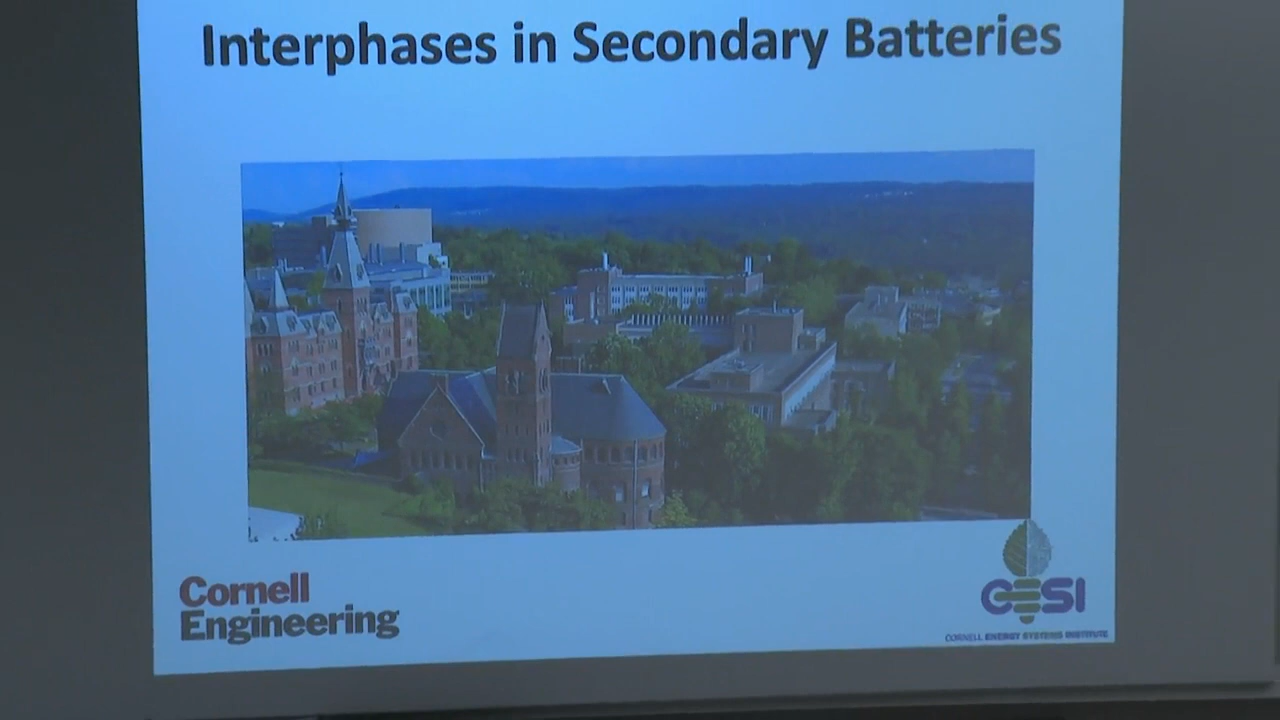 Interphases in Secondary Batteries
Cornell
Engineering
CESI
CORNELL ENERGY SYSTEMS INSTITUTE